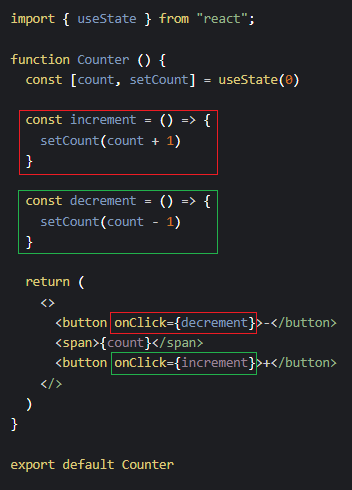 import { useState } from "react";
function Counter () {
const [count, setCount] = useState(0)
const increment = () => {
setCount(count + 1)
}
const decrement = () => {
setCount(count - 1)
}
return (
<>
<button onClick={decrement}>-</button>
<span>{count}</span>
<button onClick={increment}>+</button>
</>
)
}
export default Counter